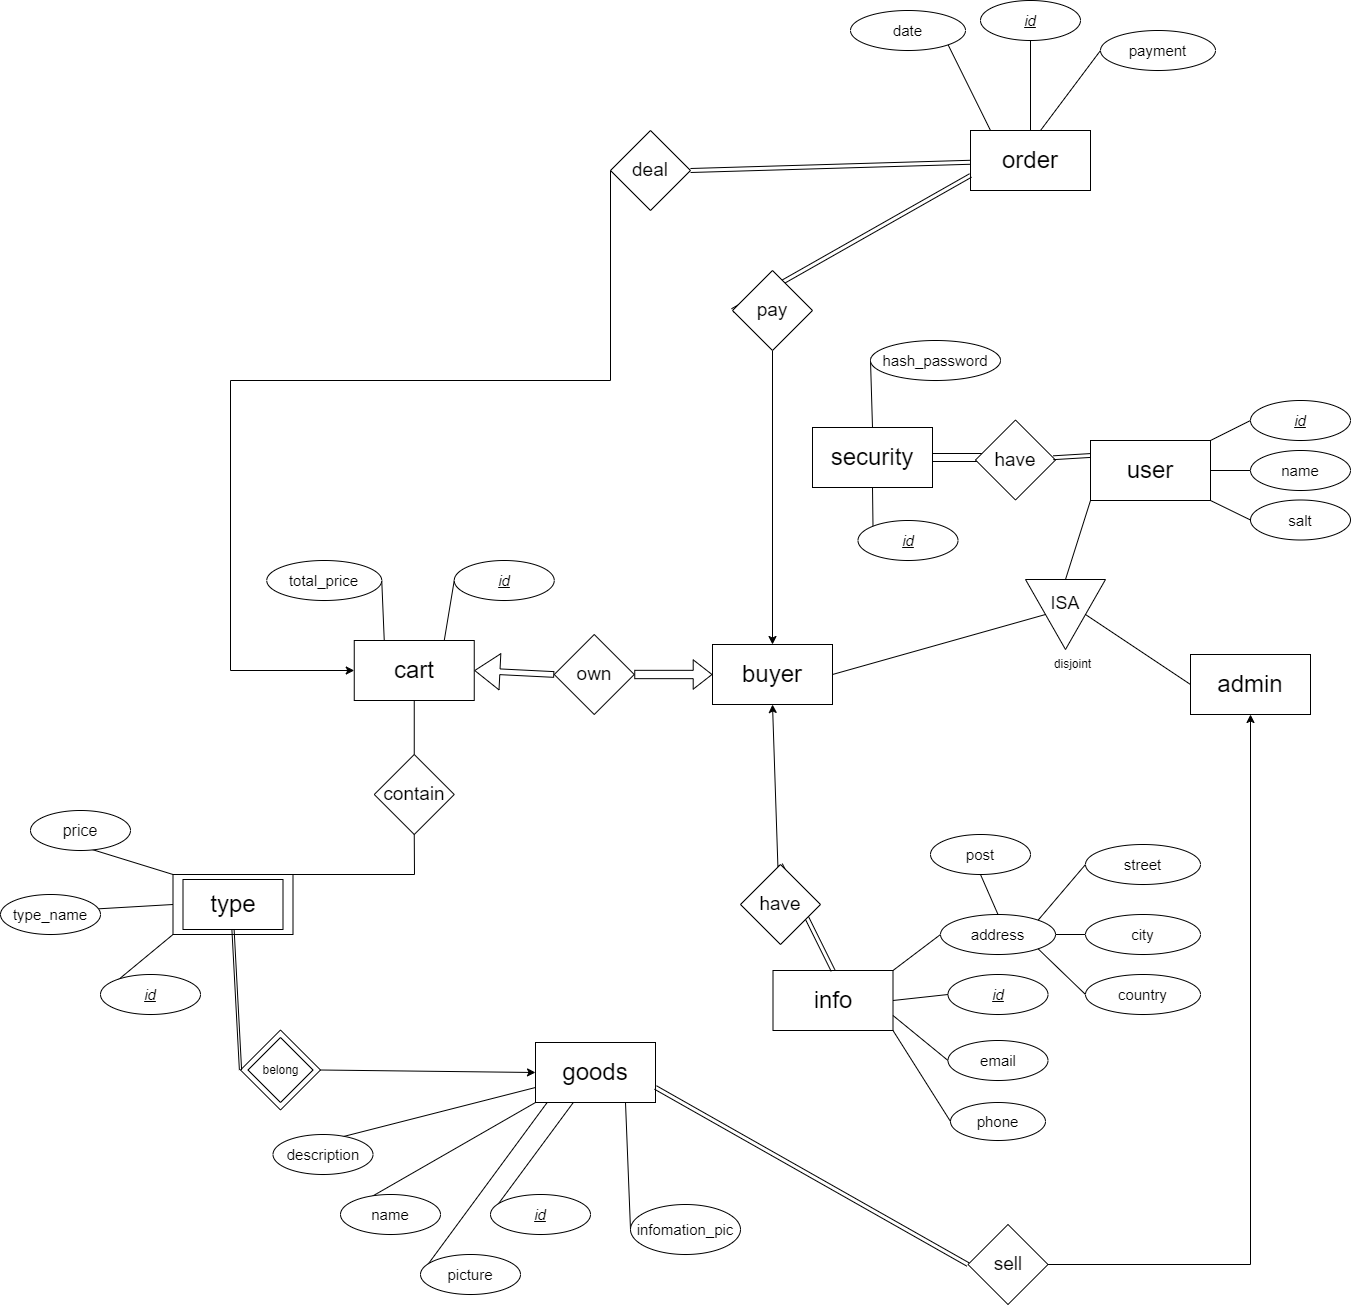 id
date
payment
order
deal
pay
hash_password
id
security
have
user
name
id
salt
total_price
id
ISA
disjoint
cart
own
buyer
admin
contain
price
type
type_name
id
have
post
street
address
city
info
id
country
email
phone
belong
goods
description
name
id
infomation_pic
picture
sell